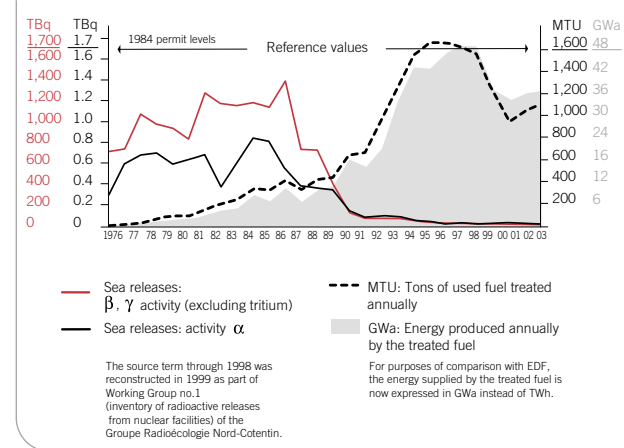 TBq TBq MTU GWa
1,700 1.7 1984 permit levels Reference values 1,600 48
1,600 1.6
1,400 1.4 1,400 42
1,200 1.2 1,200 36
1,000 1.0 1,000 30
800 0.8 800 24
600 0.6 600 16
400 0.4 400 12
200 0.2 200 6
0 0
1976 77 78 79 80 81 82 83 84 85 86 87 88 89 90 91 92 93 94 95 96 97 98 99 00 01 02 03
Sea releases:
β, γ activity (excluding tritium)
Sea releases: activity α
MTU: Tons of used fuel treated
annually
GWa: Energy produced annually
by the treated fuel
The source term through 1998 was
reconstructed in 1999 as part of
Working Group no.1
(inventory of radioactive releases
from nuclear facilities) of the
Groupe Radioécologie Nord-Cotentin.
For purposes of comparison with EDF,
the energy supplied by the treated fuel is
now expressed in GWa instead of TWh.